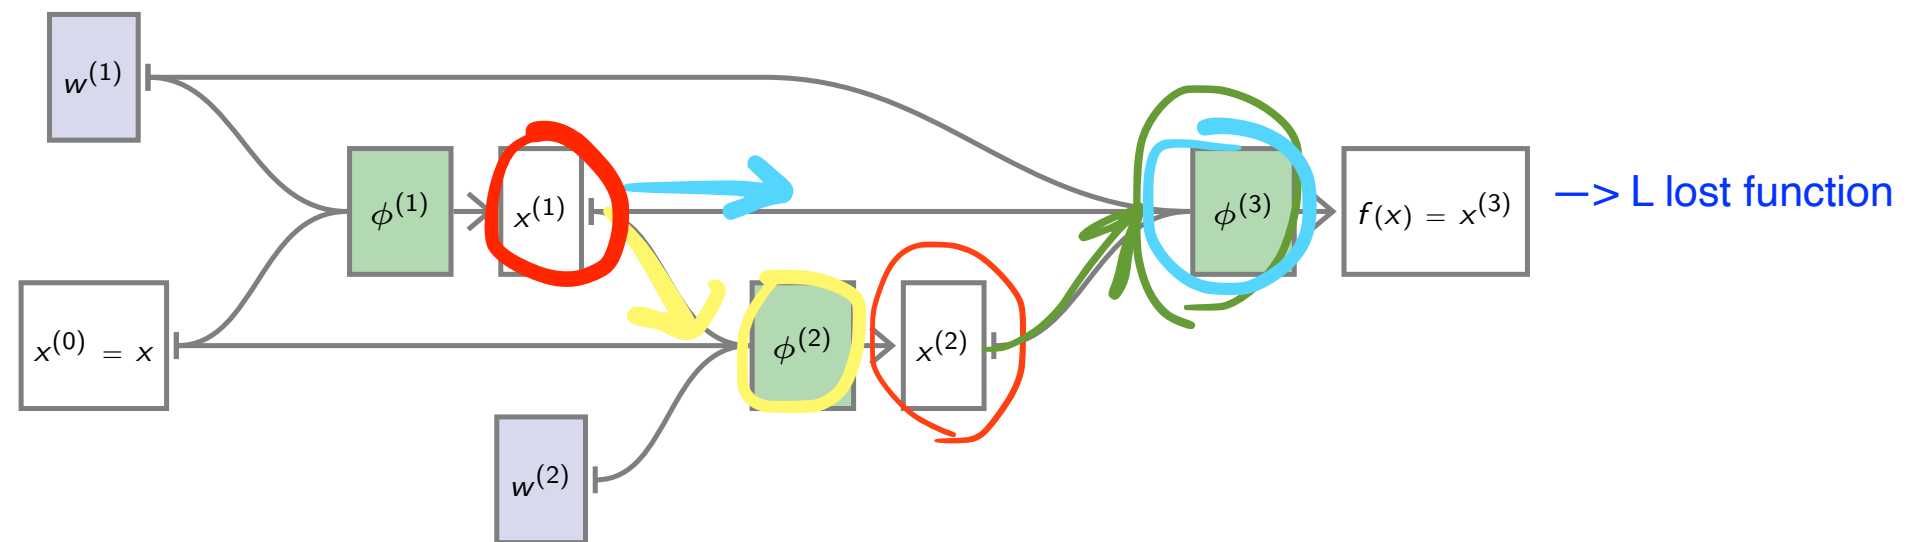 w^(1)
ϕ^(1)
x^(1)
ϕ^(3)
f(x) = x^(3)
—> L lost function
x^(0) = x
ϕ^(2)
x^(2)
w^(2)